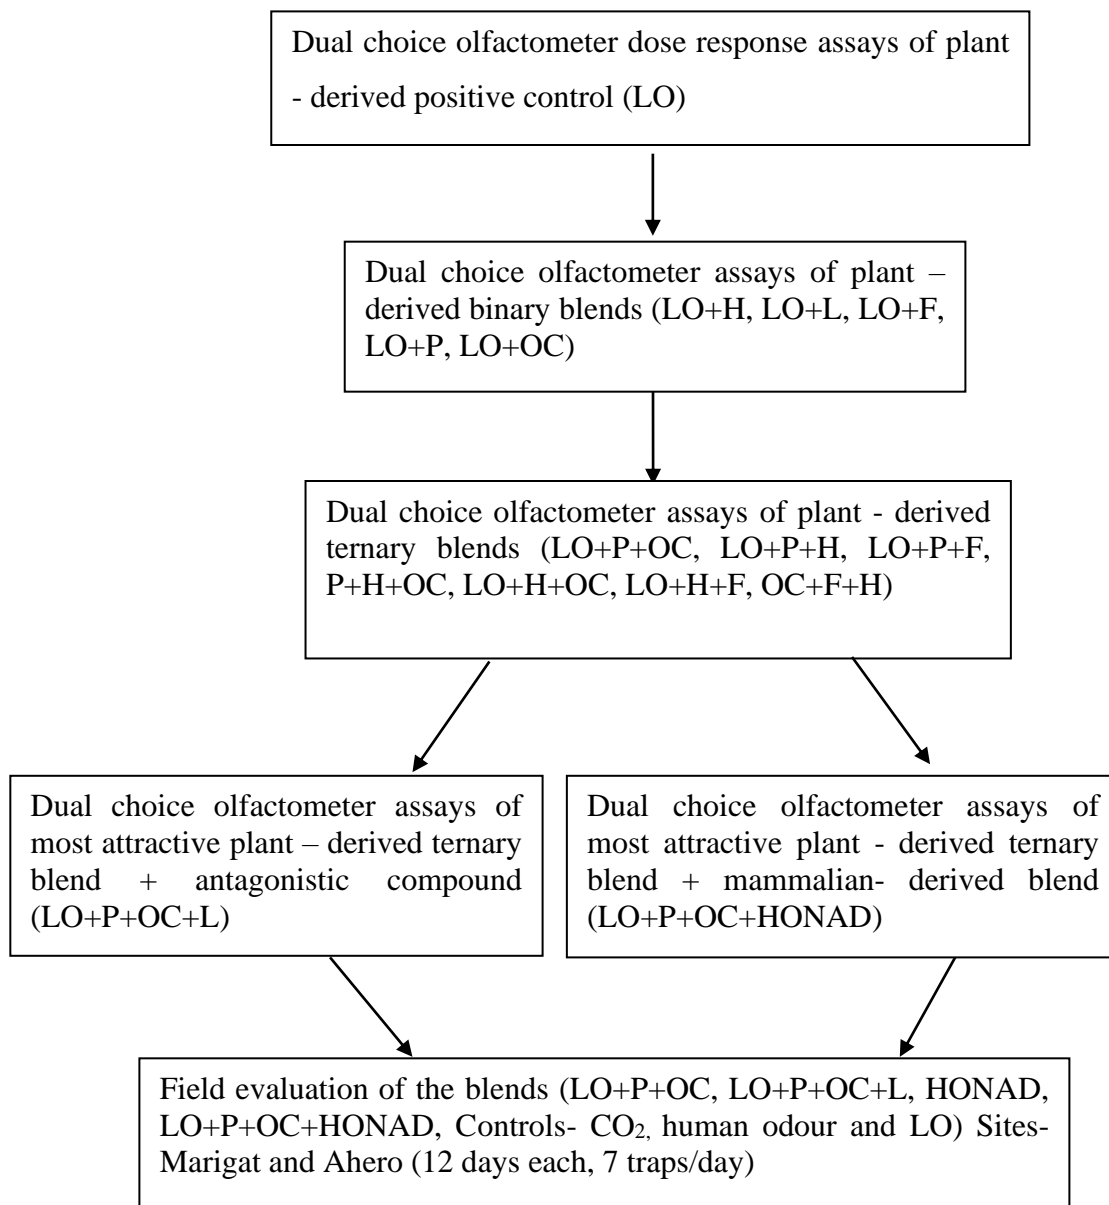 Dual choice olfactometer dose response assays of plant
- derived positive control (LO)
Dual choice olfactometer assays of plant –
derived binary blends (LO+H, LO+L, LO+F,
LO+P, LO+OC)
Dual choice olfactometer assays of plant - derived
ternary blends (LO+P+OC, LO+P+H, LO+P+F,
P+H+OC, LO+H+OC, LO+H+F, OC+F+H)
Dual choice olfactometer assays of
most attractive plant – derived ternary
blend + antagonistic compound
(LO+P+OC+L)
Dual choice olfactometer assays of
most attractive plant - derived ternary
blend + mammalian- derived blend
(LO+P+OC+HONAD)
Field evaluation of the blends (LO+P+OC, LO+P+OC+L, HONAD,
LO+P+OC+HONAD, Controls- CO₂, human odour and LO) Sites-
Marigat and Ahero (12 days each, 7 traps/day)